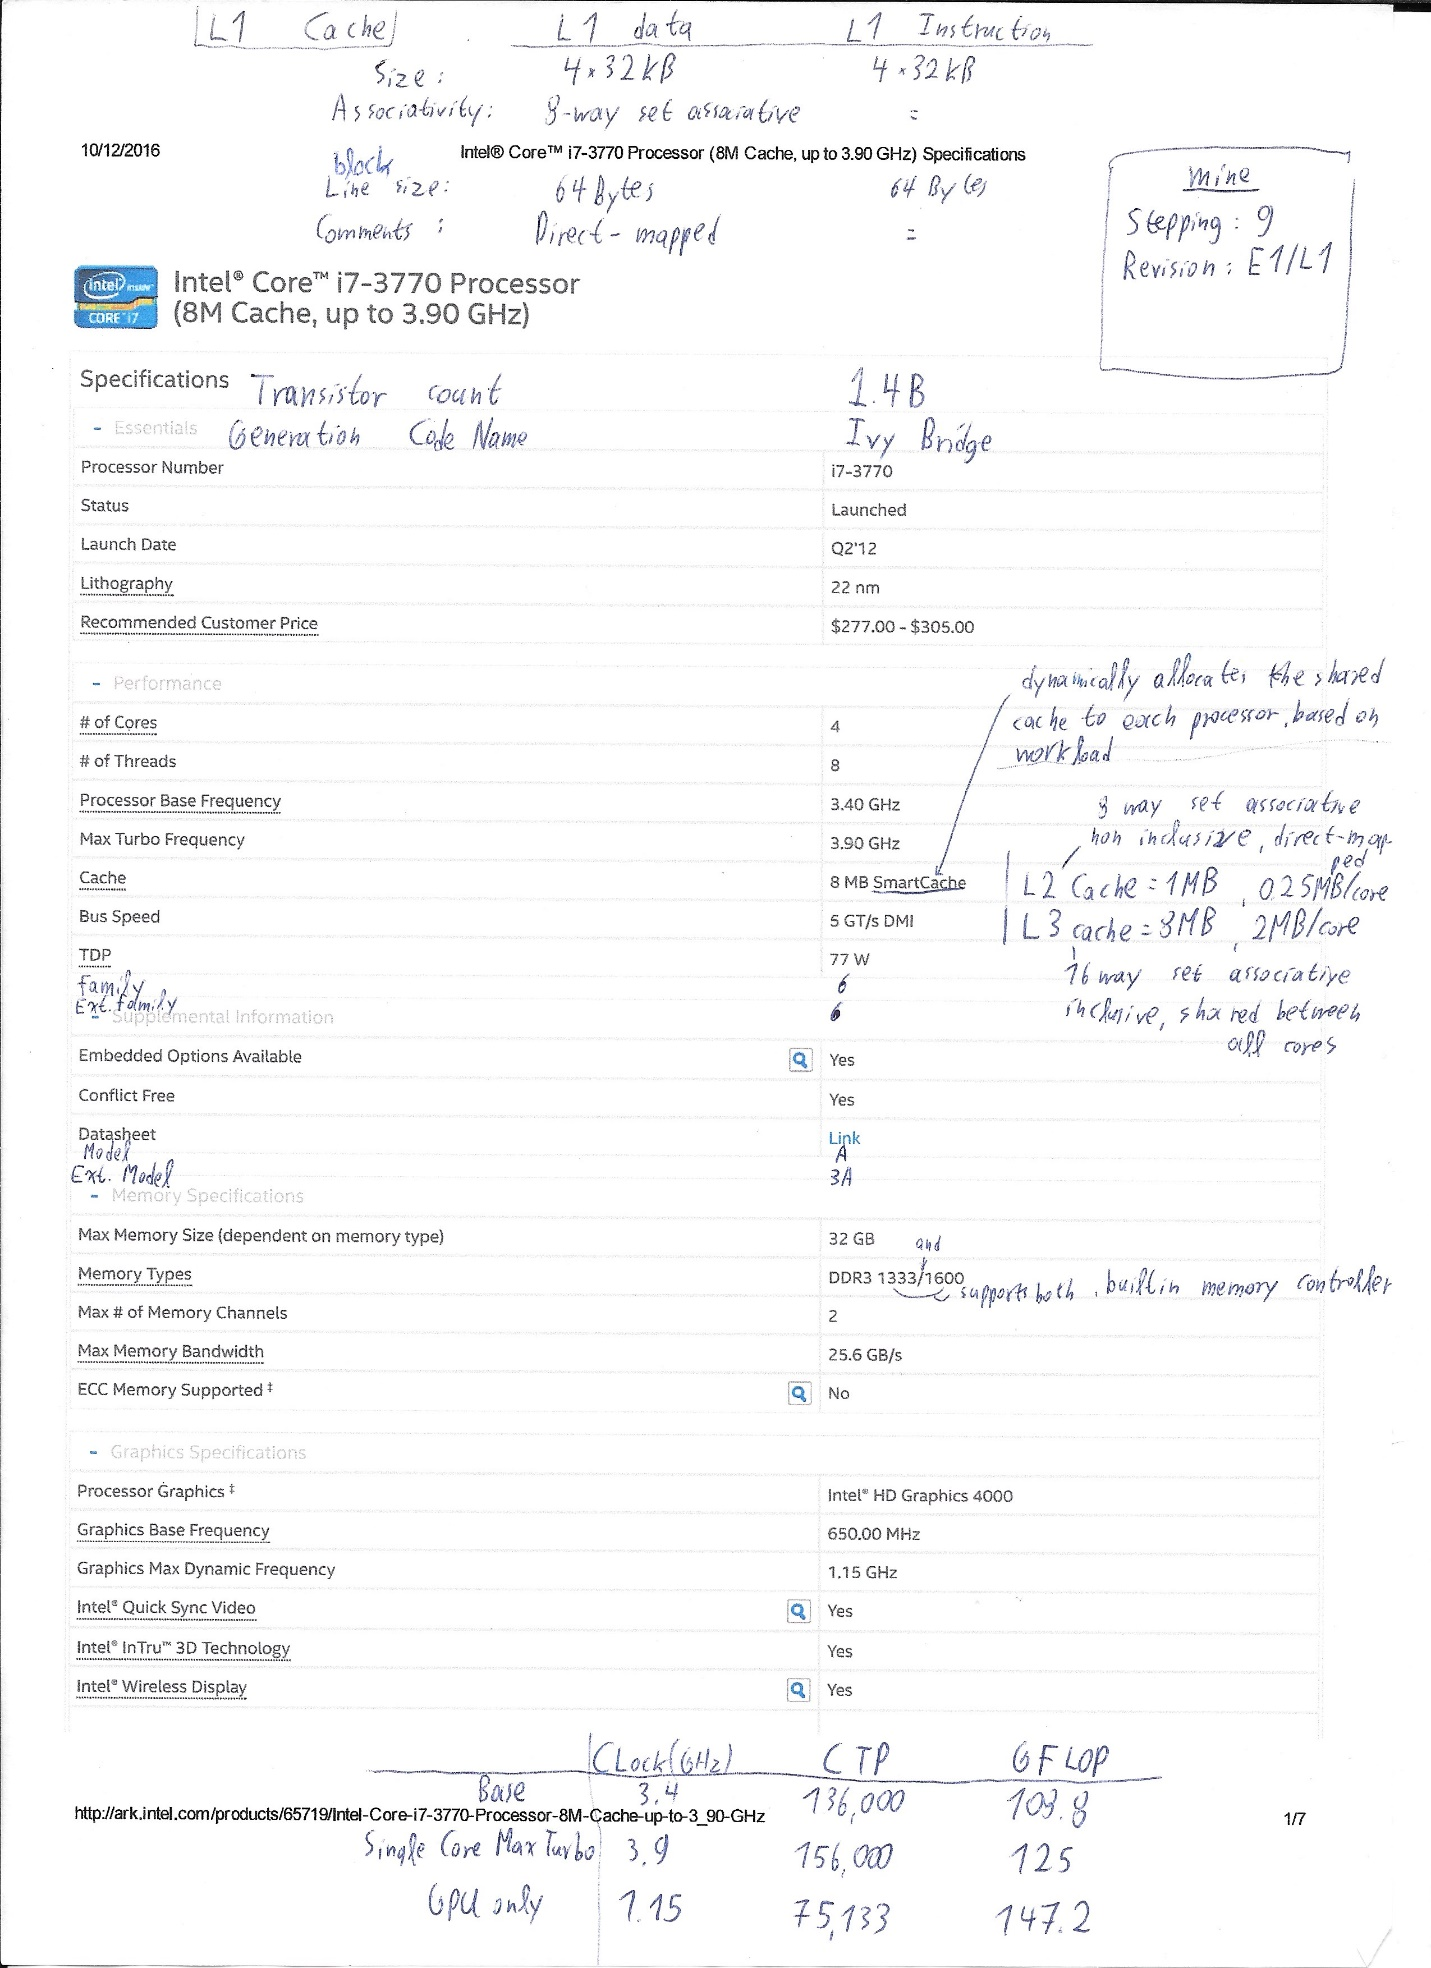 L1 Cache L1 data L1 Instruction
Size: 4×32kB 4×32kB
Associativity: 8-way set associative =
10/12/2016 Intel® Core™ i7-3770 Processor (8M Cache, up to 3.90 GHz) Specifications
block
Line size: 64 Bytes 64 Bytes
Comments: Direct-mapped =
mine
Stepping: 9
Revision: E1/L1
intel inside™
CORE™ i7
Intel® Core™ i7-3770 Processor
(8M Cache, up to 3.90 GHz)
Specifications Transistor count 1.4B
- Essentials Generation Code Name Ivy Bridge
Processor Number i7-3770
Status Launched
Launch Date Q2'12
Lithography 22 nm
Recommended Customer Price $277.00 - $305.00
dynamically allocates the shared
cache to each processor, based on
workload
- Performance
# of Cores 4
# of Threads 8
Processor Base Frequency 3.40 GHz
Max Turbo Frequency 3.90 GHz
Cache 8 MB SmartCache
8 way set associative
non inclusive, direct-map
ped
L2 Cache = 1MB, 0.25MB/core
L3 cache = 8MB, 2MB/core
16 way set associative
inclusive, shared between
all cores
Bus Speed 5 GT/s DMI
TDP 77 W
family 6
Ext. family 6
- Supplemental Information
Embedded Options Available Yes
Conflict Free Yes
Datasheet Link
Model A
Ext. Model 3A
- Memory Specifications
Max Memory Size (dependent on memory type) 32 GB
and
Memory Types DDR3 1333/1600 supports both, builtin memory controller
Max # of Memory Channels 2
Max Memory Bandwidth 25.6 GB/s
ECC Memory Supported ‡ No
- Graphics Specifications
Processor Graphics ‡ Intel® HD Graphics 4000
Graphics Base Frequency 650.00 MHz
Graphics Max Dynamic Frequency 1.15 GHz
Intel® Quick Sync Video Yes
Intel® InTru™ 3D Technology Yes
Intel® Wireless Display Yes
CLock(GHz) CTP GFLOP
Base 3.4 136,000 108.8
http://ark.intel.com/products/65719/Intel-Core-i7-3770-Processor-8M-Cache-up-to-3_90-GHz 1/7
Single Core Max Turbo 3.9 156,000 125
GPU only 1.15 75,133 147.2